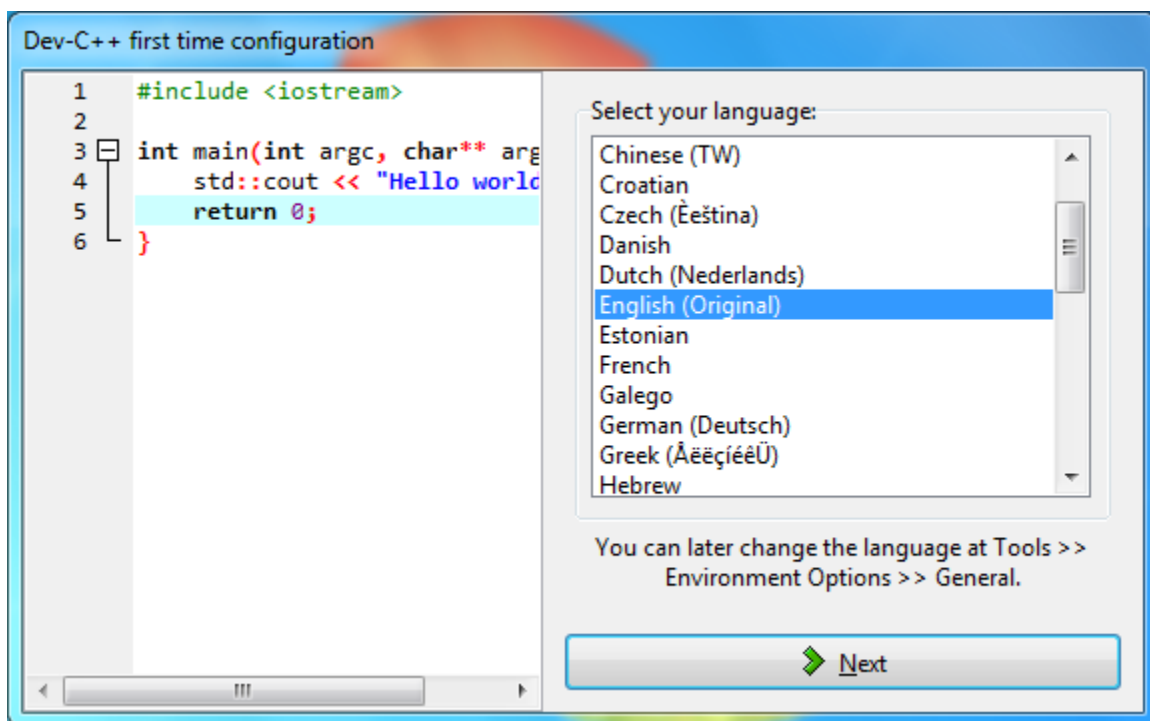 Dev-C++ first time configuration
1 #include <iostream>
2
3 int main(int argc, char** arg
4 std::cout << "Hello world
5 return 0;
6 }
Select your language:
Chinese (TW)
Croatian
Czech (Èeština)
Danish
Dutch (Nederlands)
English (Original)
Estonian
French
Galego
German (Deutsch)
Greek (ÅëëçíéêÜ)
Hebrew
You can later change the language at Tools >>
Environment Options >> General.
Next